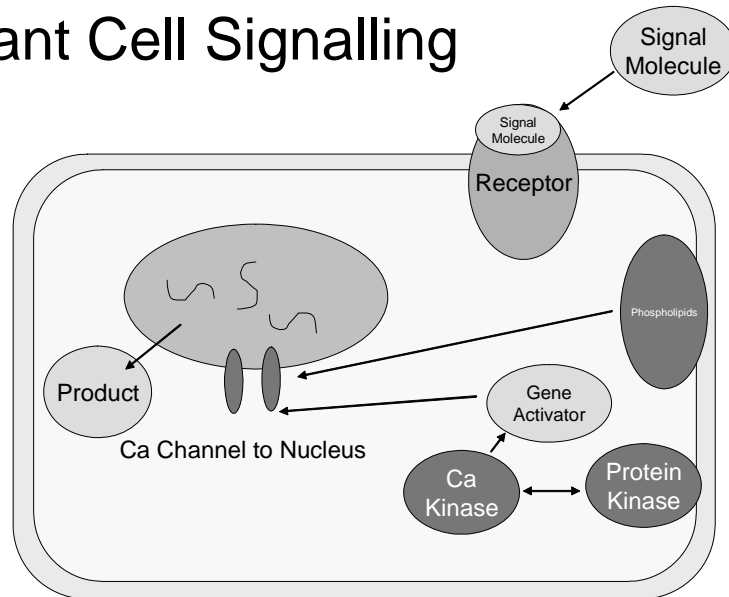 ant Cell Signalling
Signal
Molecule
Signal
Molecule
Receptor
Phospholipids
Product
Gene
Activator
Ca Channel to Nucleus
Ca
Kinase
Protein
Kinase